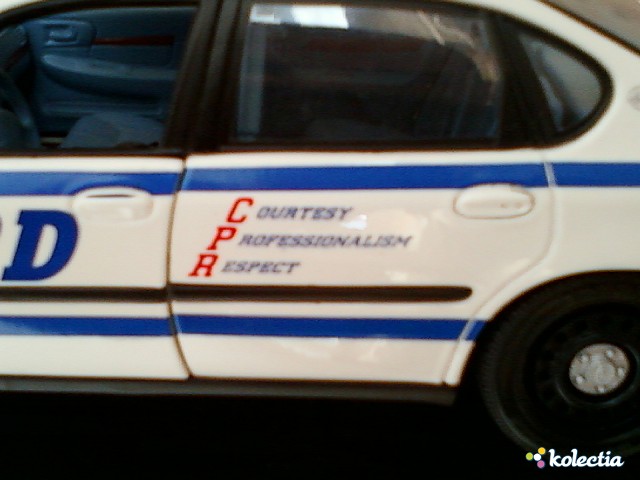 D
COURTESY
PROFESSIONALISM
RESPECT
kolectia